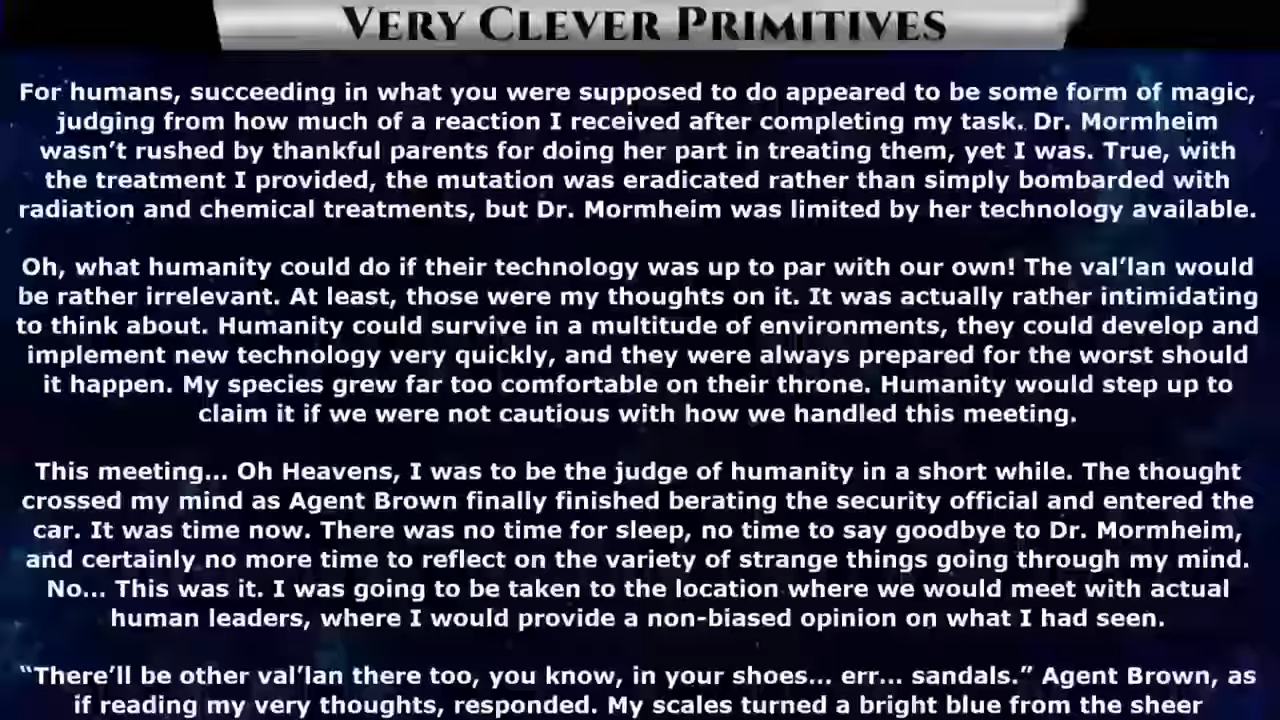 VERY CLEVER PRIMITIVES
For humans, succeeding in what you were supposed to do appeared to be some form of magic,
judging from how much of a reaction I received after completing my task. Dr. Mormheim
wasn’t rushed by thankful parents for doing her part in treating them, yet I was. True, with
the treatment I provided, the mutation was eradicated rather than simply bombarded with
radiation and chemical treatments, but Dr. Mormheim was limited by her technology available.
Oh, what humanity could do if their technology was up to par with our own! The val’lan would
be rather irrelevant. At least, those were my thoughts on it. It was actually rather intimidating
to think about. Humanity could survive in a multitude of environments, they could develop and
implement new technology very quickly, and they were always prepared for the worst should
it happen. My species grew far too comfortable on their throne. Humanity would step up to
claim it if we were not cautious with how we handled this meeting.
This meeting... Oh Heavens, I was to be the judge of humanity in a short while. The thought
crossed my mind as Agent Brown finally finished berating the security official and entered the
car. It was time now. There was no time for sleep, no time to say goodbye to Dr. Mormheim,
and certainly no more time to reflect on the variety of strange things going through my mind.
No... This was it. I was going to be taken to the location where we would meet with actual
human leaders, where I would provide a non-biased opinion on what I had seen.
“There’ll be other val’lan there too, you know, in your shoes... err... sandals.” Agent Brown, as
if reading my very thoughts, responded. My scales turned a bright blue from the sheer